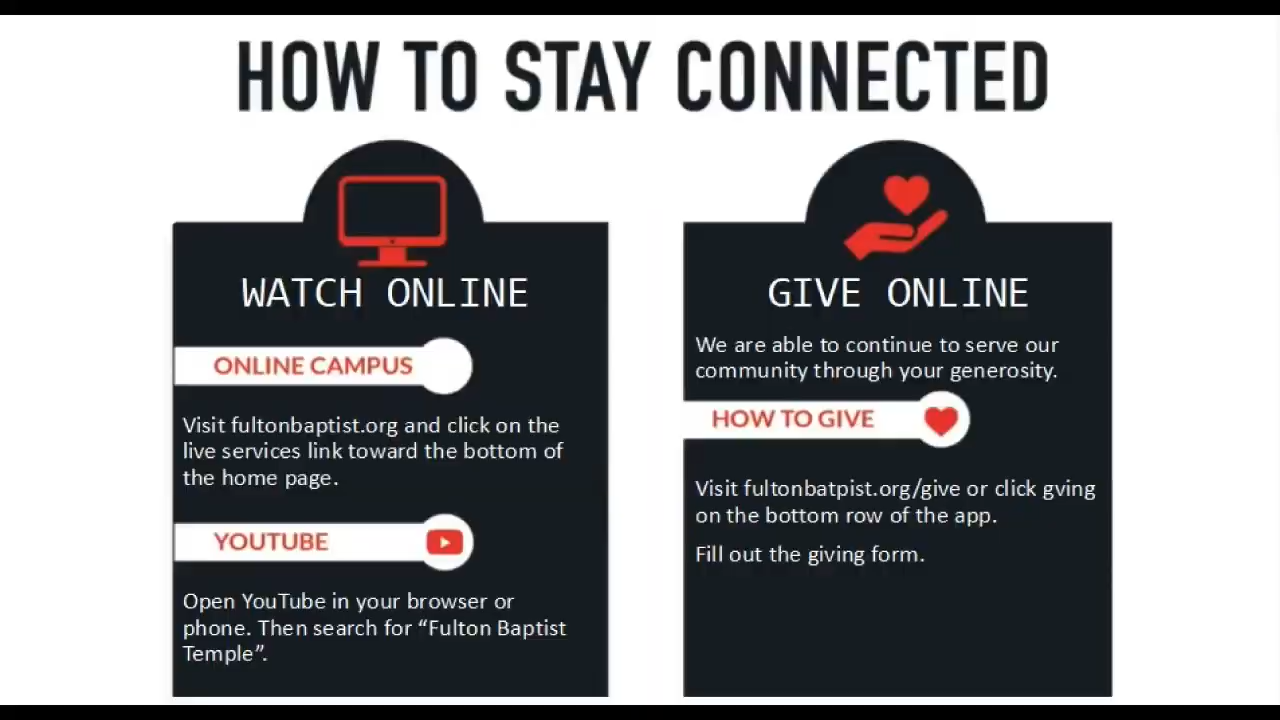 HOW TO STAY CONNECTED
WATCH ONLINE
ONLINE CAMPUS
Visit fultonbaptist.org and click on the
live services link toward the bottom of
the home page.
YOUTUBE
Open YouTube in your browser or
phone. Then search for “Fulton Baptist
Temple”.
GIVE ONLINE
We are able to continue to serve our
community through your generosity.
HOW TO GIVE
Visit fultonbatpist.org/give or click gving
on the bottom row of the app.
Fill out the giving form.